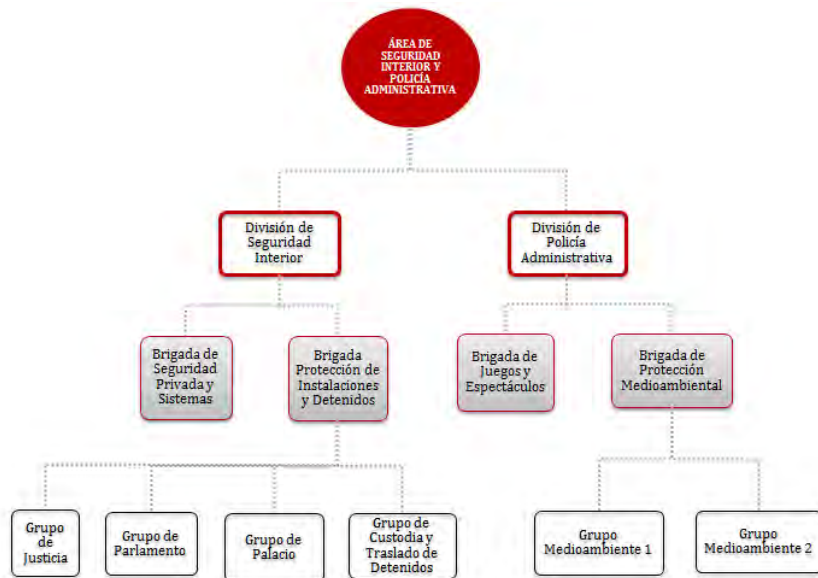 ÁREA DE
SEGURIDAD
INTERIOR Y
POLICÍA
ADMINISTRATIVA
División de
Seguridad
Interior
División de
Policía
Administrativa
Brigada de
Seguridad
Privada y
Sistemas
Brigada
Protección de
Instalaciones
y Detenidos
Brigada de
Juegos y
Espectáculos
Brigada de
Protección
Medioambiental
Grupo de
Justicia
Grupo de
Parlamento
Grupo de
Palacio
Grupo de
Custodia y
Traslado de
Detenidos
Grupo
Medioambiente 1
Grupo
Medioambiente 2